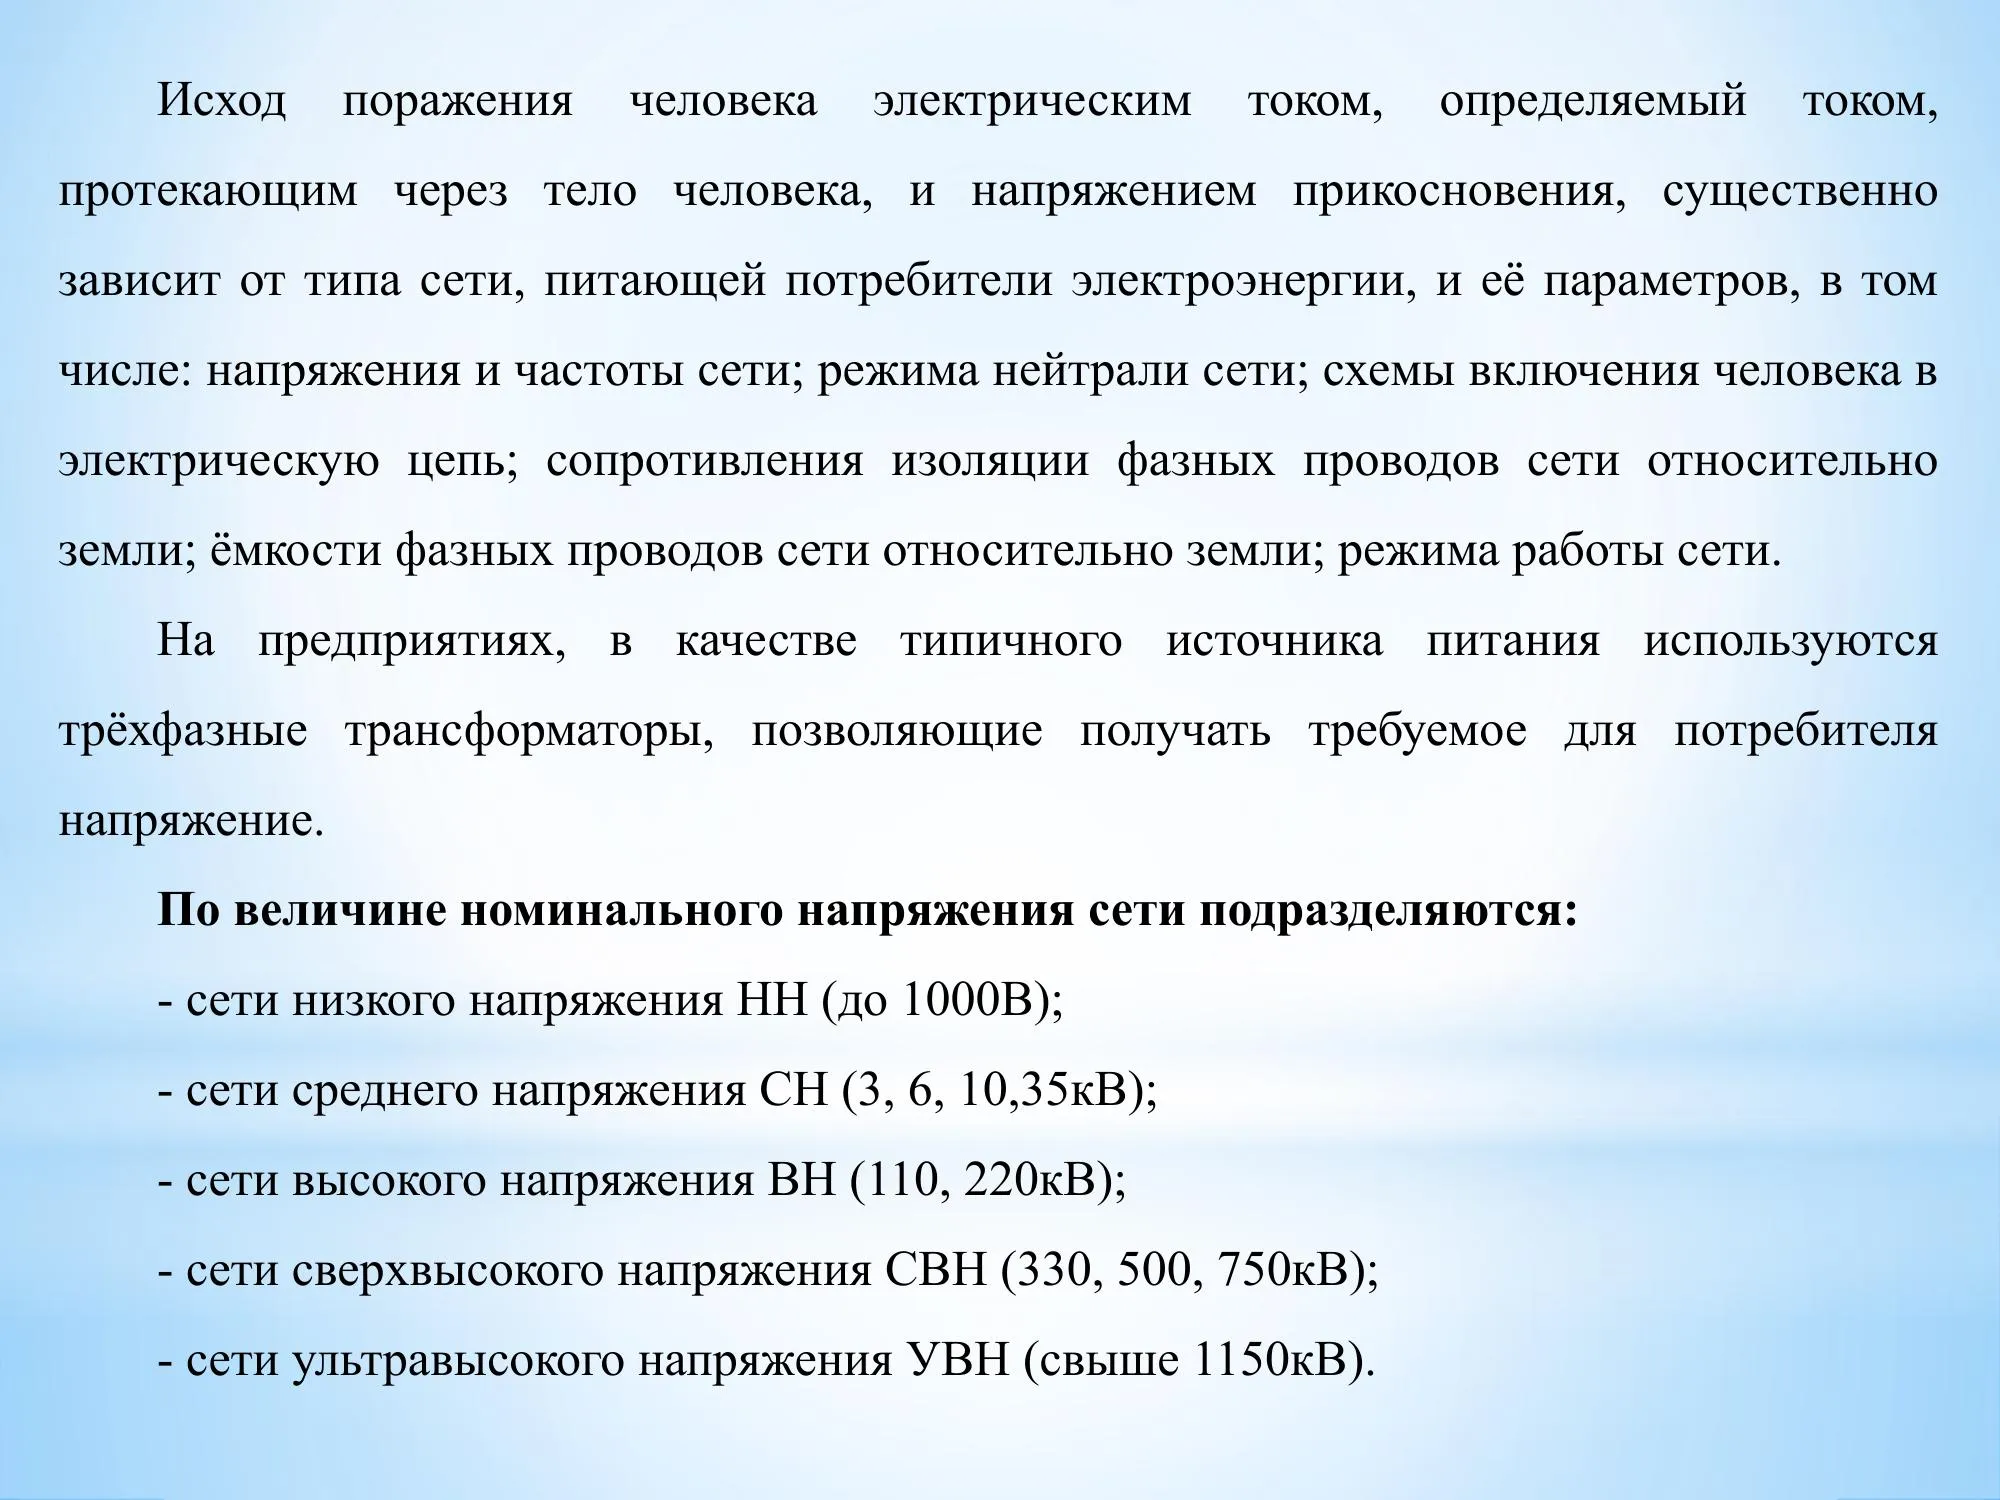 Исход поражения человека электрическим током, определяемый током,
протекающим через тело человека, и напряжением прикосновения, существенно
зависит от типа сети, питающей потребители электроэнергии, и её параметров, в том
числе: напряжения и частоты сети; режима нейтрали сети; схемы включения человека в
электрическую цепь; сопротивления изоляции фазных проводов сети относительно
земли; ёмкости фазных проводов сети относительно земли; режима работы сети.
На предприятиях, в качестве типичного источника питания используются
трёхфазные трансформаторы, позволяющие получать требуемое для потребителя
напряжение.
По величине номинального напряжения сети подразделяются:
- сети низкого напряжения НН (до 1000В);
- сети среднего напряжения СН (3, 6, 10,35кВ);
- сети высокого напряжения ВН (110, 220кВ);
- сети сверхвысокого напряжения СВН (330, 500, 750кВ);
- сети ультравысокого напряжения УВН (свыше 1150кВ).